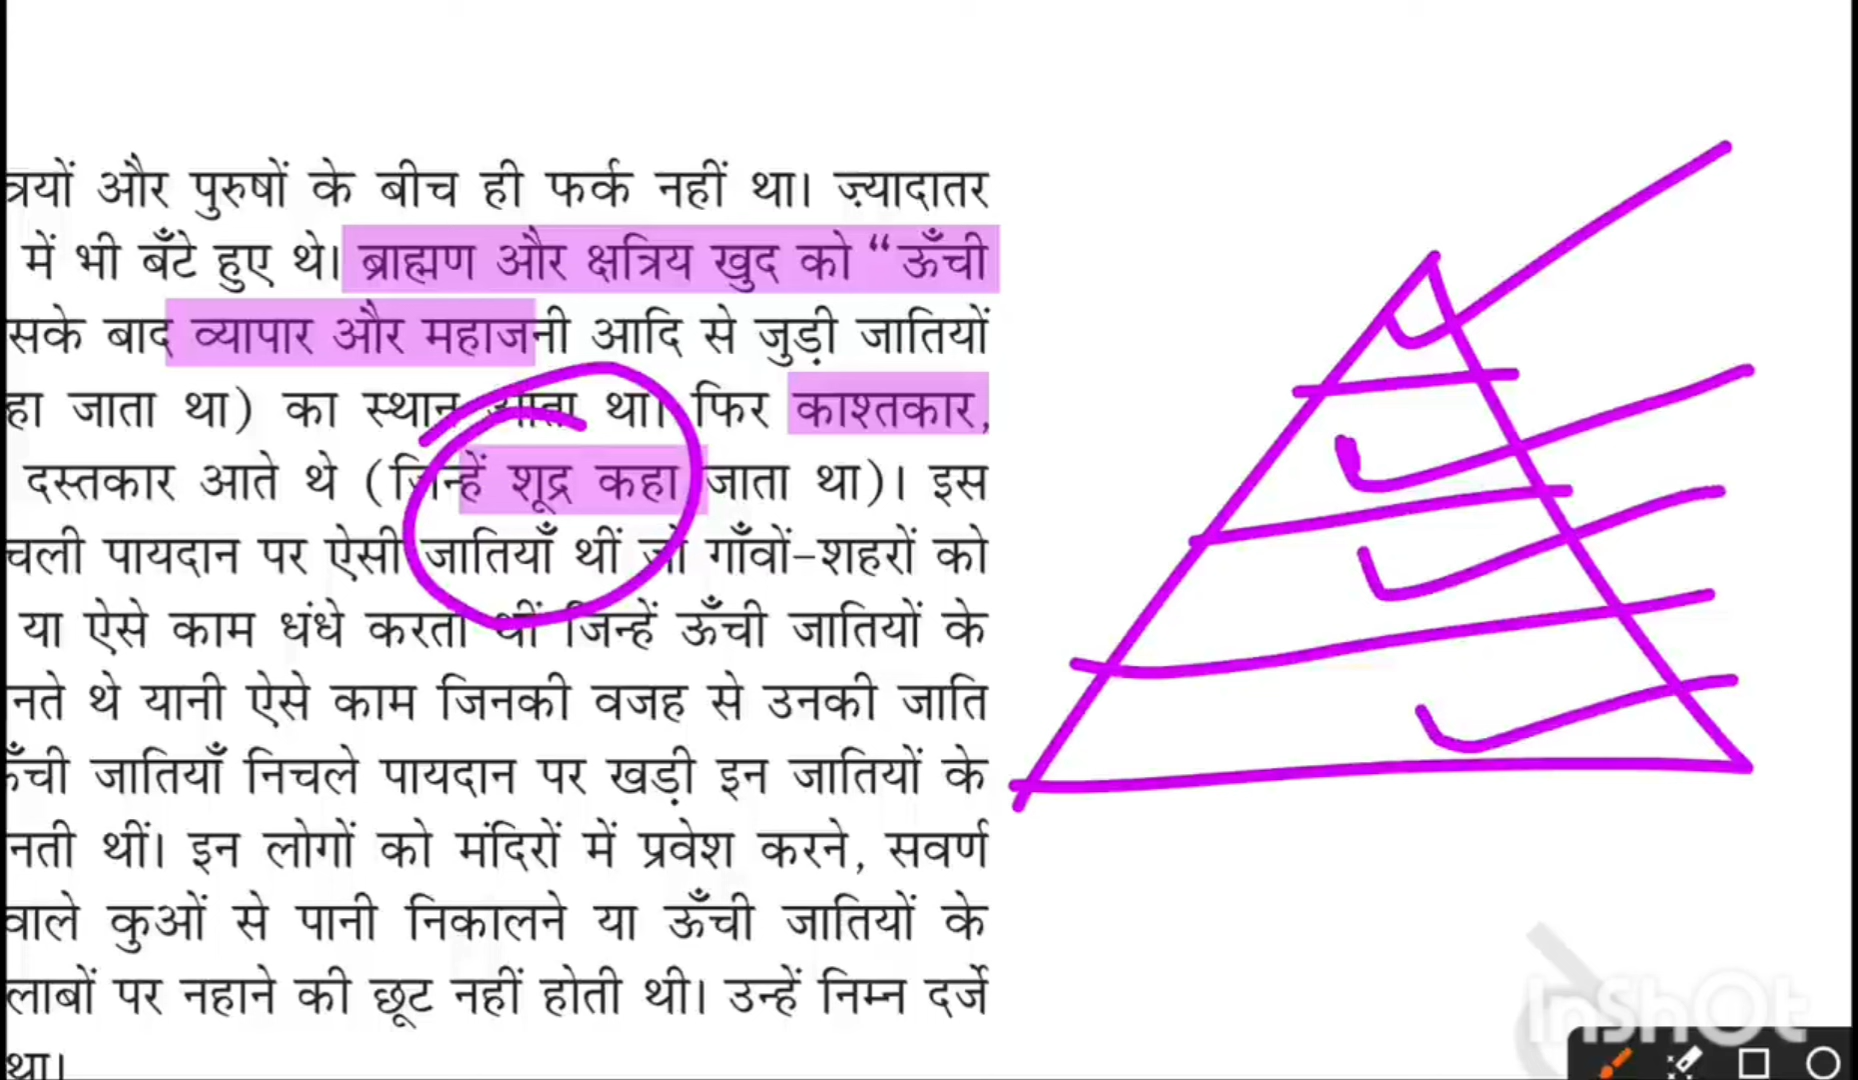 त्रयों और पुरुषों के बीच ही फर्क नहीं था। ज़्यादातर
में भी बँटे हुए थे। ब्राह्मण और क्षत्रिय खुद को “ऊँची
सके बाद व्यापार और महाजनी आदि से जुड़ी जातियों
हा जाता था) का स्थान आता था। फिर काश्तकार,
दस्तकार आते थे (जिन्हें शूद्र कहा जाता था)। इस
चली पायदान पर ऐसी जातियाँ थीं जो गाँवों-शहरों को
या ऐसे काम धंधे करती थीं जिन्हें ऊँची जातियों के
नते थे यानी ऐसे काम जिनकी वजह से उनकी जाति
ऊँची जातियाँ निचले पायदान पर खड़ी इन जातियों के
नती थीं। इन लोगों को मंदिरों में प्रवेश करने, सवर्ण
वाले कुओं से पानी निकालने या ऊँची जातियों के
लाबों पर नहाने की छूट नहीं होती थी। उन्हें निम्न दर्जे
था।
InShOt